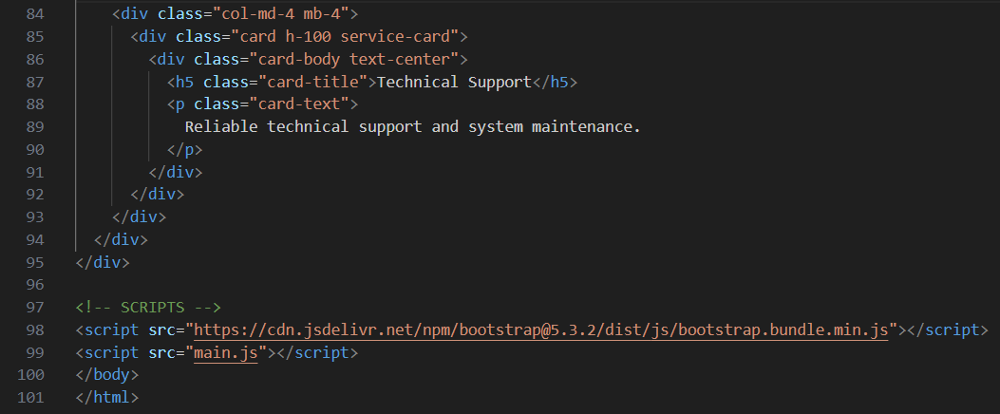 84 <div class="col-md-4 mb-4">
85 <div class="card h-100 service-card">
86 <div class="card-body text-center">
87 <h5 class="card-title">Technical Support</h5>
88 <p class="card-text">
89 Reliable technical support and system maintenance.
90 </p>
91 </div>
92 </div>
93 </div>
94 </div>
95 </div>
96
97 <!-- SCRIPTS -->
98 <script src="https://cdn.jsdelivr.net/npm/bootstrap@5.3.2/dist/js/bootstrap.bundle.min.js"></script>
99 <script src="main.js"></script>
100 </body>
101 </html>